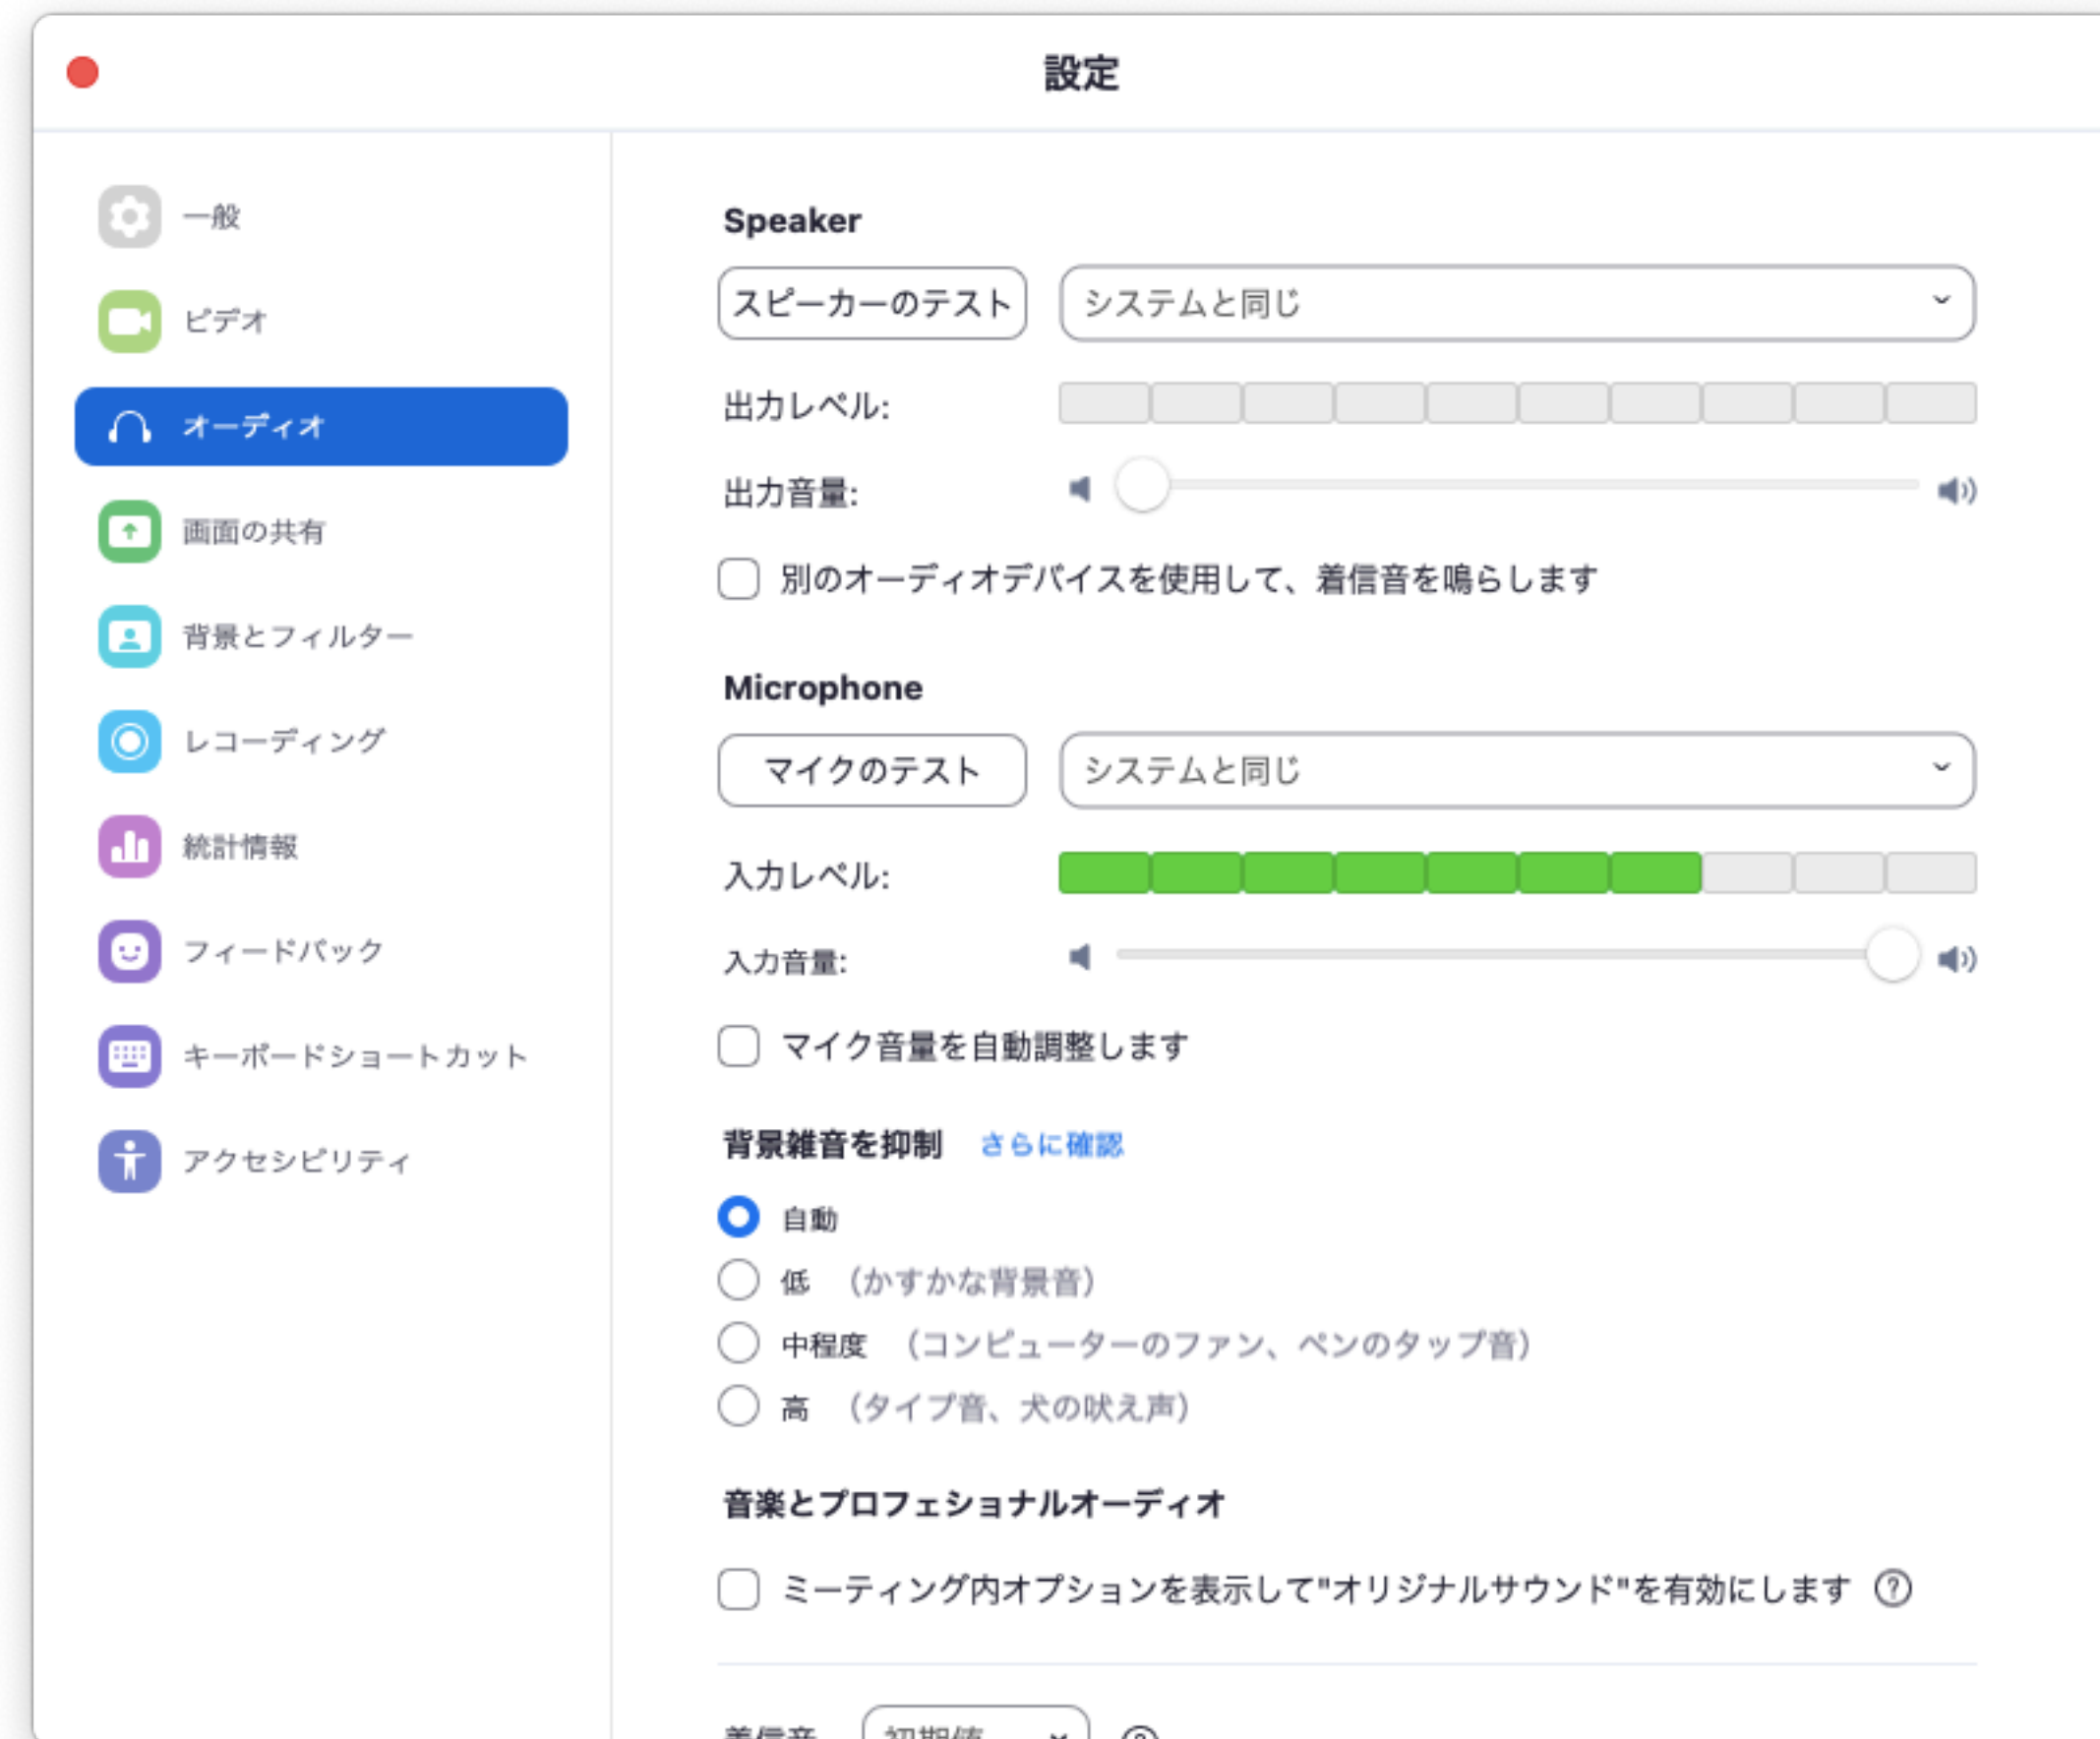 設定
一般
ビデオ
オーディオ
画面の共有
背景とフィルター
レコーディング
統計情報
フィードバック
キーボードショートカット
アクセシビリティ
Speaker
スピーカーのテスト システムと同じ
出力レベル:
出力音量:
別のオーディオデバイスを使用して、着信音を鳴らします
Microphone
マイクのテスト システムと同じ
入力レベル:
入力音量:
マイク音量を自動調整します
背景雑音を抑制 さらに確認
自動
低 (かすかな背景音)
中程度 (コンピューターのファン、ペンのタップ音)
高 (タイプ音、犬の吠え声)
音楽とプロフェショナルオーディオ
ミーティング内オプションを表示して"オリジナルサウンド"を有効にします ?
着信音 初期値 ?